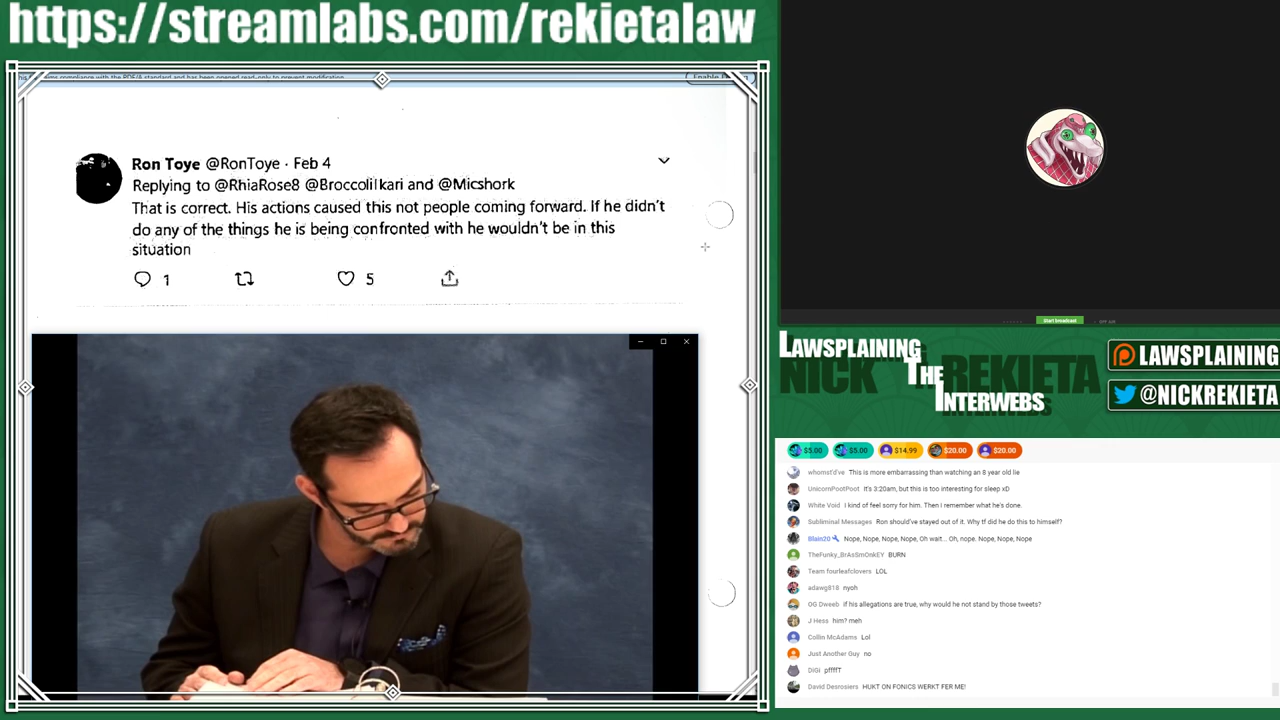 https://streamlabs.com/rekietalaw
Ron Toye @RonToye · Feb 4
Replying to @RhiaRose8 @BroccoliIkari and @Micshork
That is correct. His actions caused this not people coming forward. If he didn't
do any of the things he is being confronted with he wouldn't be in this
situation
1
5
Start broadcast
OFF AIR
LAWSPLAINING
THE
INTERWEBS
NICK REKIETA
LAWSPLAINING
@NICKREKIETA
$5.00 $5.00 $14.99 $20.00 $20.00
whomst'd've This is more embarrassing than watching an 8 year old lie
UnicornPootPoot It's 3:20am, but this is too interesting for sleep xD
White Void I kind of feel sorry for him. Then I remember what he's done.
Subliminal Messages Ron should've stayed out of it. Why tf did he do this to himself?
Blain20 Nope, Nope, Nope, Nope, Oh wait... Oh, nope. Nope, Nope, Nope
TheFunky_BrAsSmOnkEY BURN
Team fourleafclovers LOL
adawg818 nyoh
OG Dweeb if his allegations are true, why would he not stand by those tweets?
J Hess him? meh
Collin McAdams Lol
Just Another Guy no
DiGi pffffT
David Desrosiers HUKT ON FONICS WERKT FER ME!